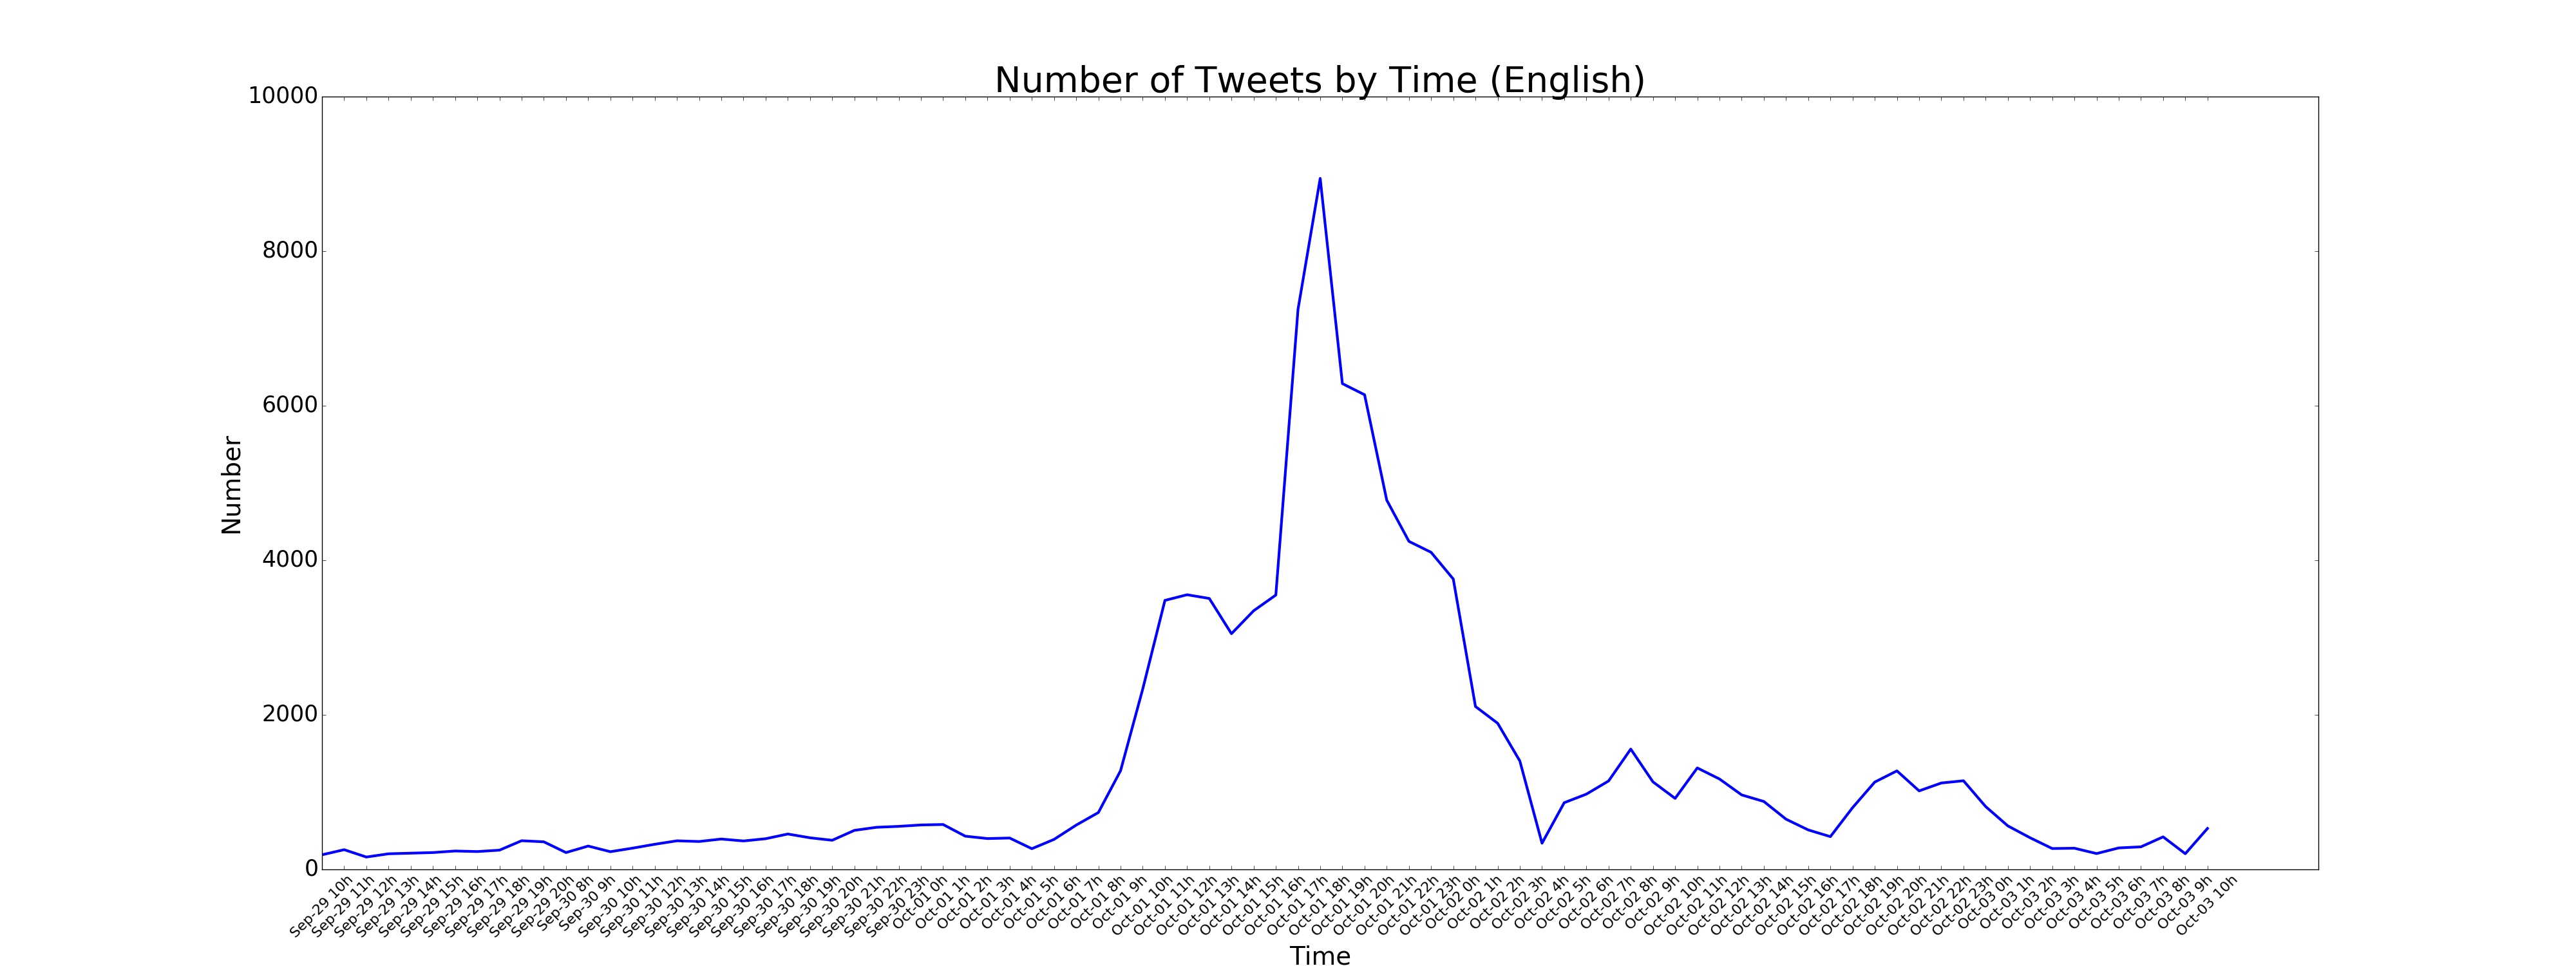 Number of Tweets by Time (English)
10000
8000
6000
4000
2000
0
Number
Sep-29 10h
Sep-29 11h
Sep-29 12h
Sep-29 13h
Sep-29 14h
Sep-29 15h
Sep-29 16h
Sep-29 17h
Sep-29 18h
Sep-29 19h
Sep-29 20h
Sep-30 8h
Sep-30 9h
Sep-30 10h
Sep-30 11h
Sep-30 12h
Sep-30 13h
Sep-30 14h
Sep-30 15h
Sep-30 16h
Sep-30 17h
Sep-30 18h
Sep-30 19h
Sep-30 20h
Sep-30 21h
Sep-30 22h
Sep-30 23h
Oct-01 0h
Oct-01 1h
Oct-01 2h
Oct-01 3h
Oct-01 4h
Oct-01 5h
Oct-01 6h
Oct-01 7h
Oct-01 8h
Oct-01 9h
Oct-01 10h
Oct-01 11h
Oct-01 12h
Oct-01 13h
Oct-01 14h
Oct-01 15h
Oct-01 16h
Oct-01 17h
Oct-01 18h
Oct-01 19h
Oct-01 20h
Oct-01 21h
Oct-01 22h
Oct-01 23h
Oct-02 0h
Oct-02 1h
Oct-02 2h
Oct-02 3h
Oct-02 4h
Oct-02 5h
Oct-02 6h
Oct-02 7h
Oct-02 8h
Oct-02 9h
Oct-02 10h
Oct-02 11h
Oct-02 12h
Oct-02 13h
Oct-02 14h
Oct-02 15h
Oct-02 16h
Oct-02 17h
Oct-02 18h
Oct-02 19h
Oct-02 20h
Oct-02 21h
Oct-02 22h
Oct-02 23h
Oct-03 0h
Oct-03 1h
Oct-03 2h
Oct-03 3h
Oct-03 4h
Oct-03 5h
Oct-03 6h
Oct-03 7h
Oct-03 8h
Oct-03 9h
Oct-03 10h
Time